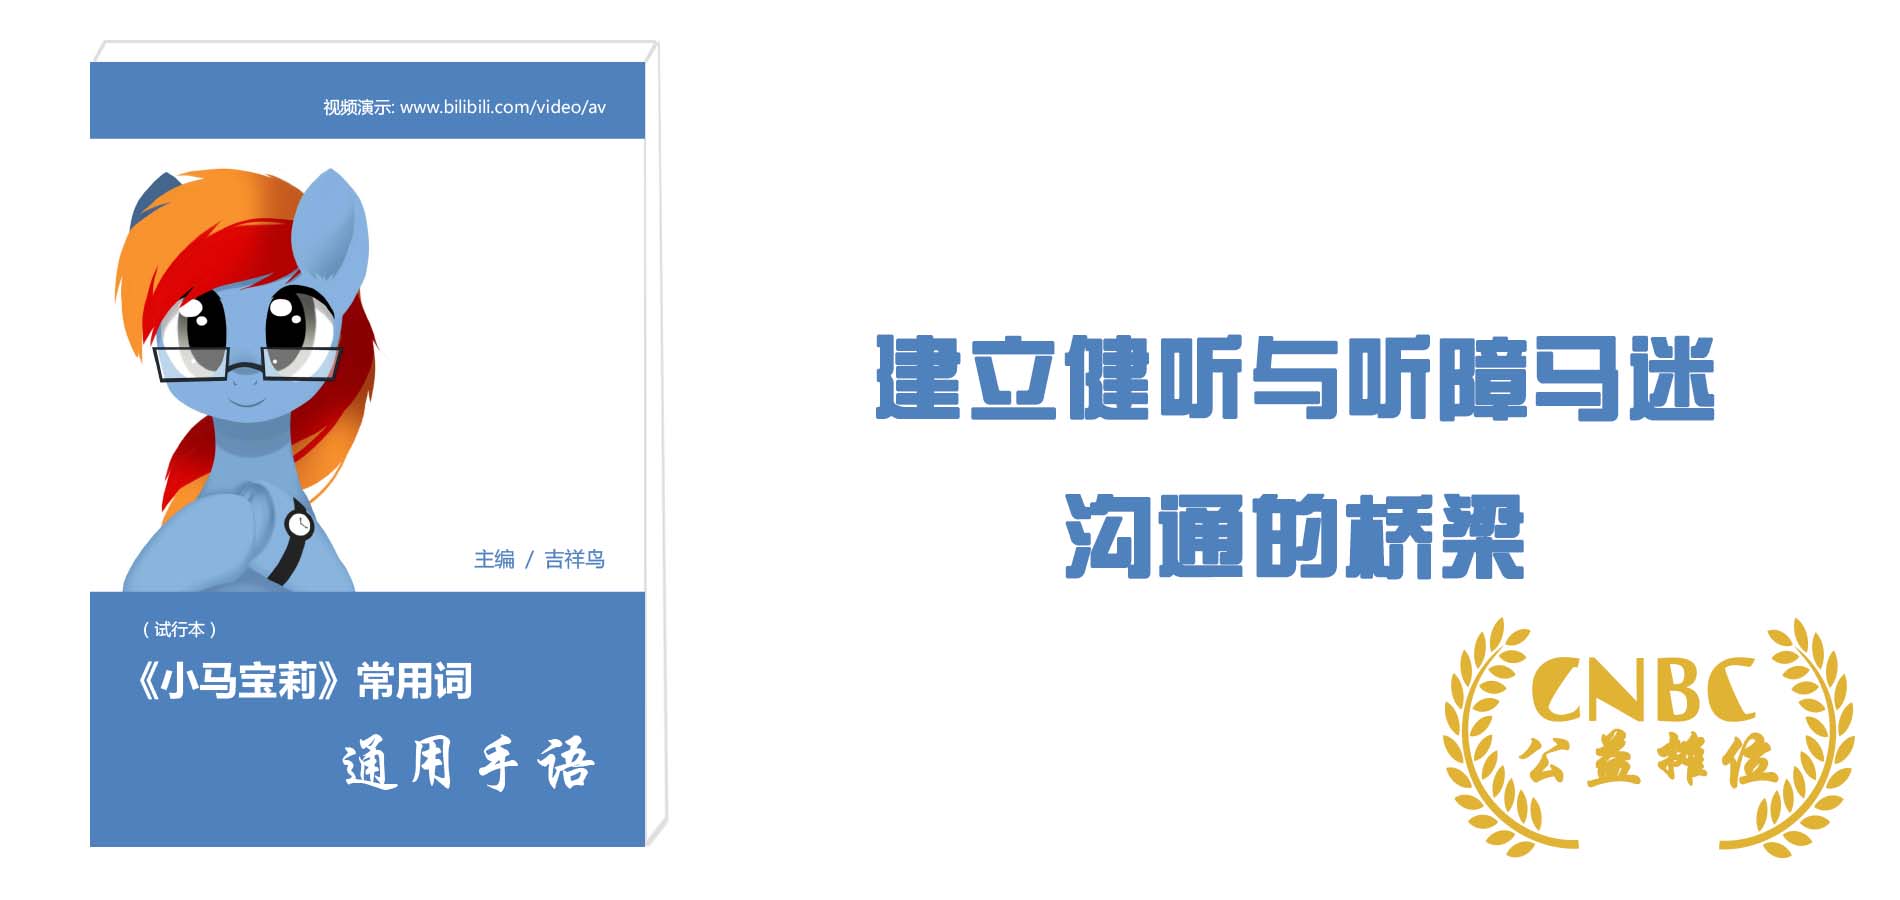 视频演示: www.bilibili.com/video/av
主编 / 吉祥鸟
（试行本）
《小马宝莉》常用词
通用手语
建立健听与听障马迷
沟通的桥梁
CNBC
公益摊位